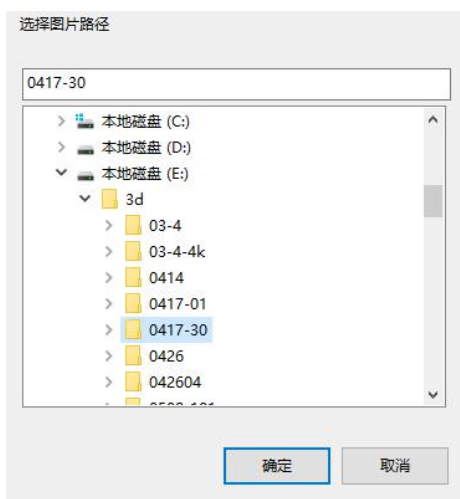 选择图片路径
0417-30
本地磁盘 (C:)
本地磁盘 (D:)
本地磁盘 (E:)
3d
03-4
03-4-4k
0414
0417-01
0417-30
0426
042604
确定
取消